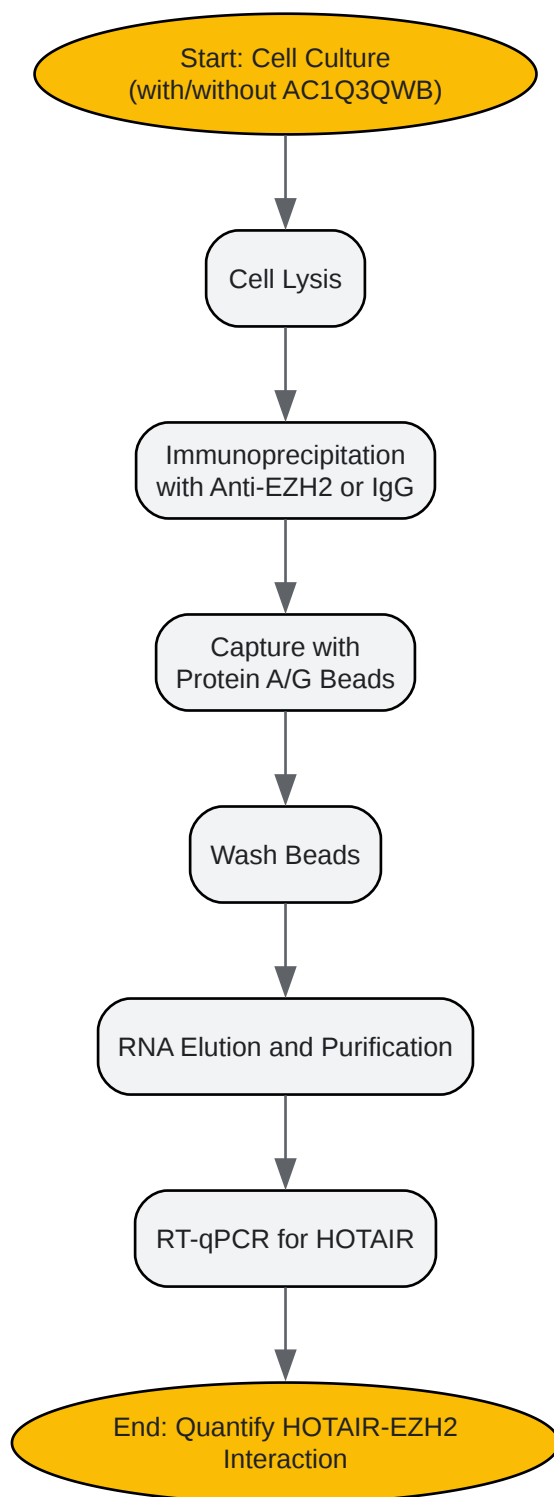 Start: Cell Culture
(with/without AC1Q3QWB)
Cell Lysis
Immunoprecipitation
with Anti-EZH2 or IgG
Capture with
Protein A/G Beads
Wash Beads
RNA Elution and Purification
RT-qPCR for HOTAIR
End: Quantify HOTAIR-EZH2
Interaction